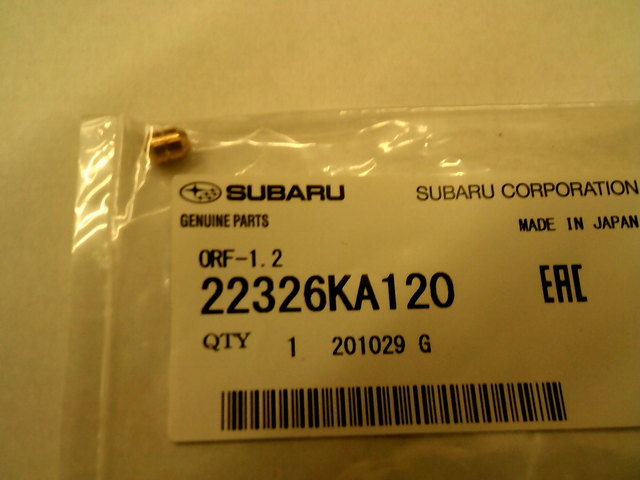 SUBARU SUBARU CORPORATION
GENUINE PARTS MADE IN JAPAN
ORF-1.2
22326KA120 EAC
QTY 1 201029 G